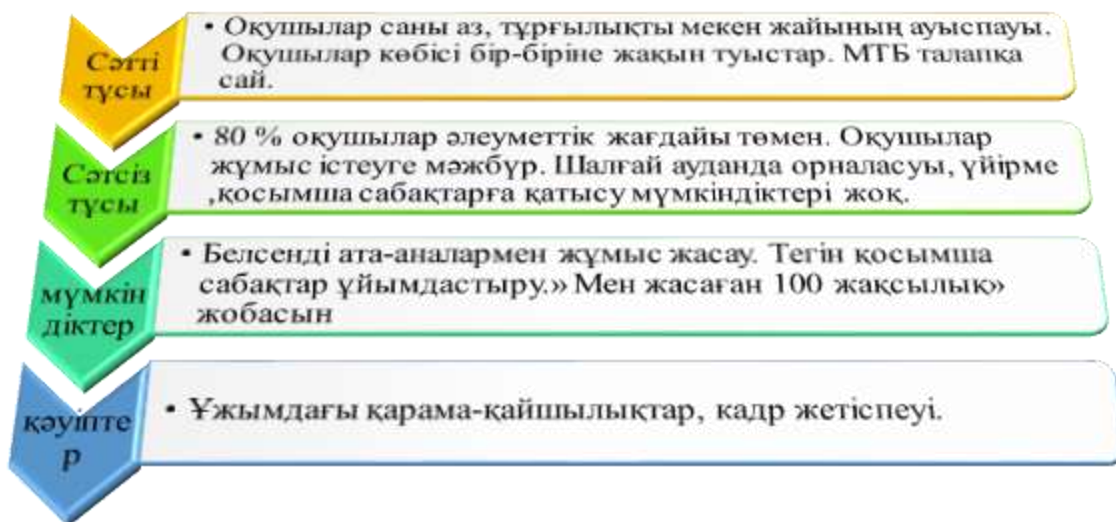 Сәтті
тұсы
• Оқушылар саны аз, тұрғылықты мекен жайының ауыспауы.
Оқушылар көбісі бір-біріне жақын туыстар. МТБ талапқа
сай.
Сәтсіз
тұсы
• 80 % оқушылар әлеуметтік жағдайы төмен. Оқушылар
жұмыс істеуге мәжбүр. Шалғай ауданда орналасуы, үйірме
,қосымша сабақтарға қатысу мүмкіндіктері жоқ.
мүмкін
діктер
• Белсенді ата-аналармен жұмыс жасау. Тегін қосымша
сабақтар ұйымдастыру.» Мен жасаған 100 жақсылық»
жобасын
қәуіпте
р
• Ұжымдағы қарама-қайшылықтар, кадр жетіспеуі.